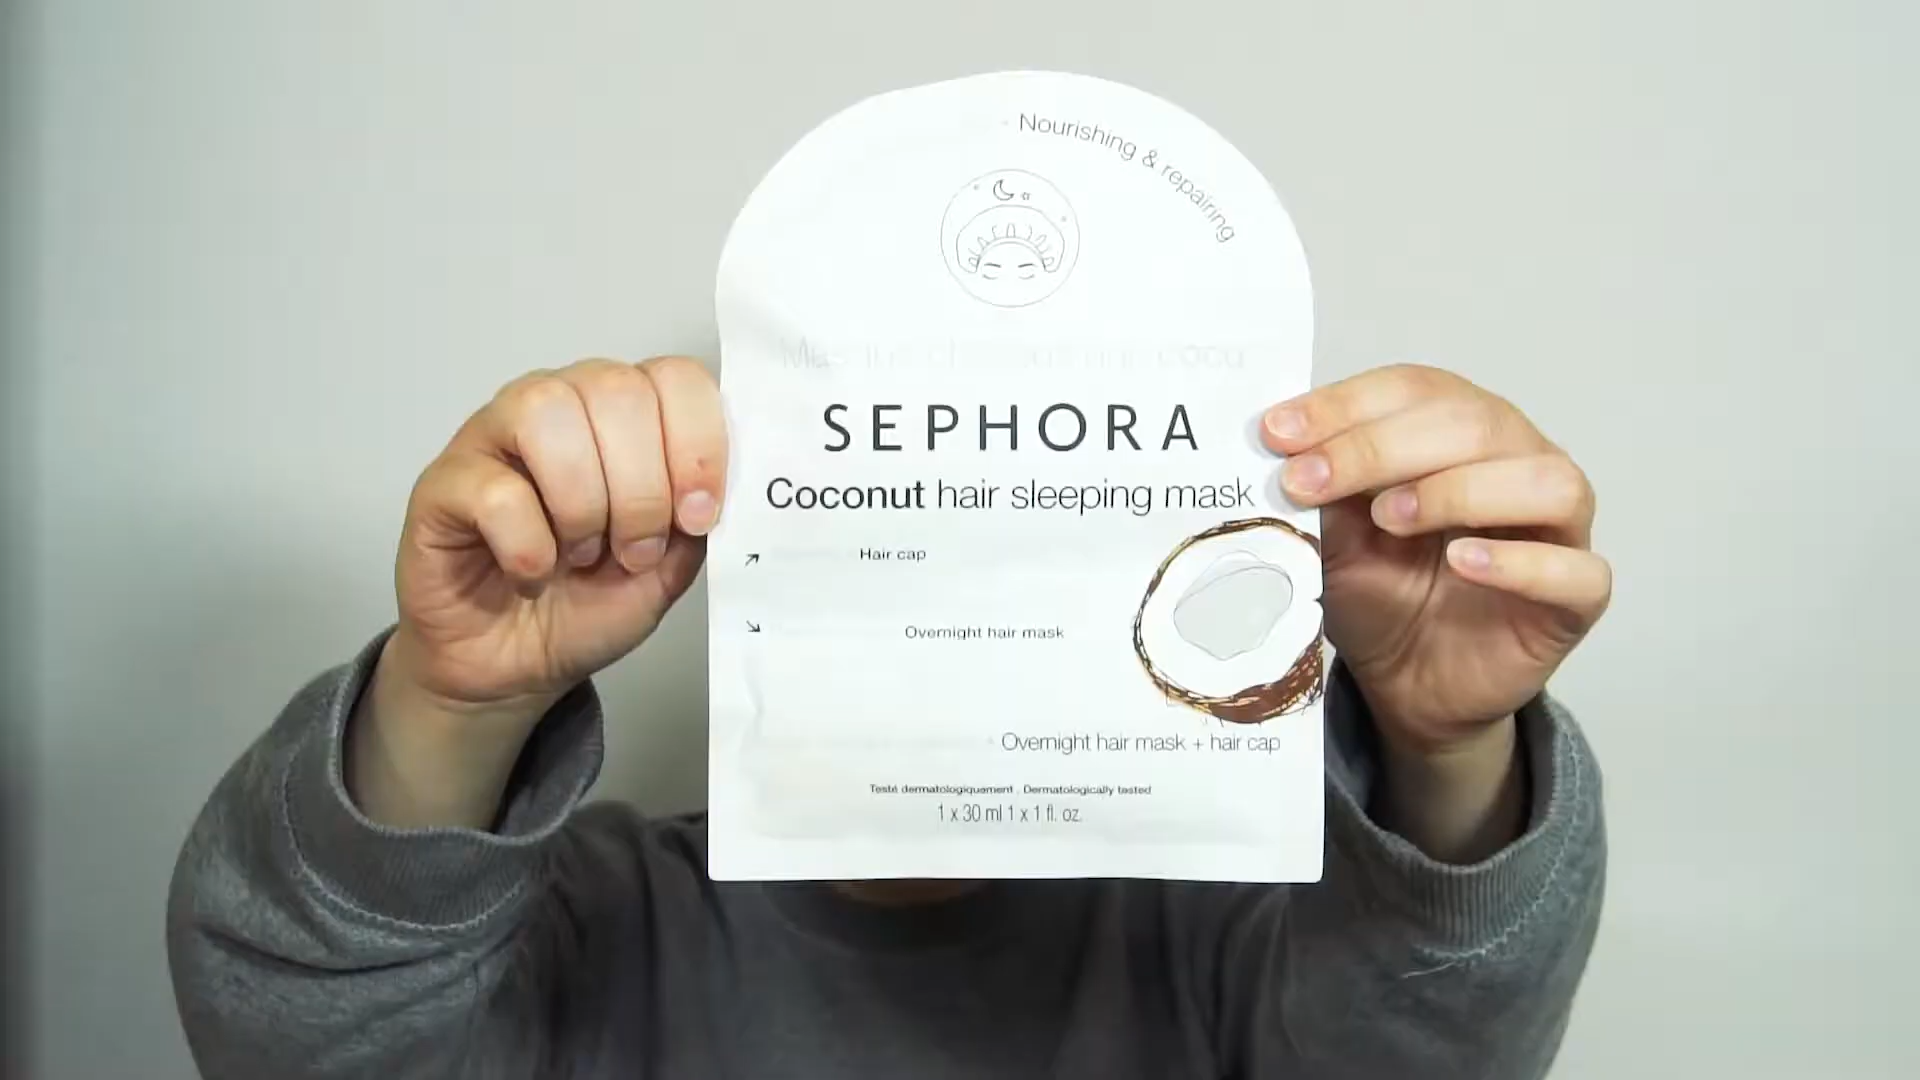 Nourishing & repairing
SEPHORA
Coconut hair sleeping mask
Hair cap
Overnight hair mask
Overnight hair mask + hair cap
Testé dermatologiquement . Dermatologically tested
1 x 30 ml 1 x 1 fl. oz.